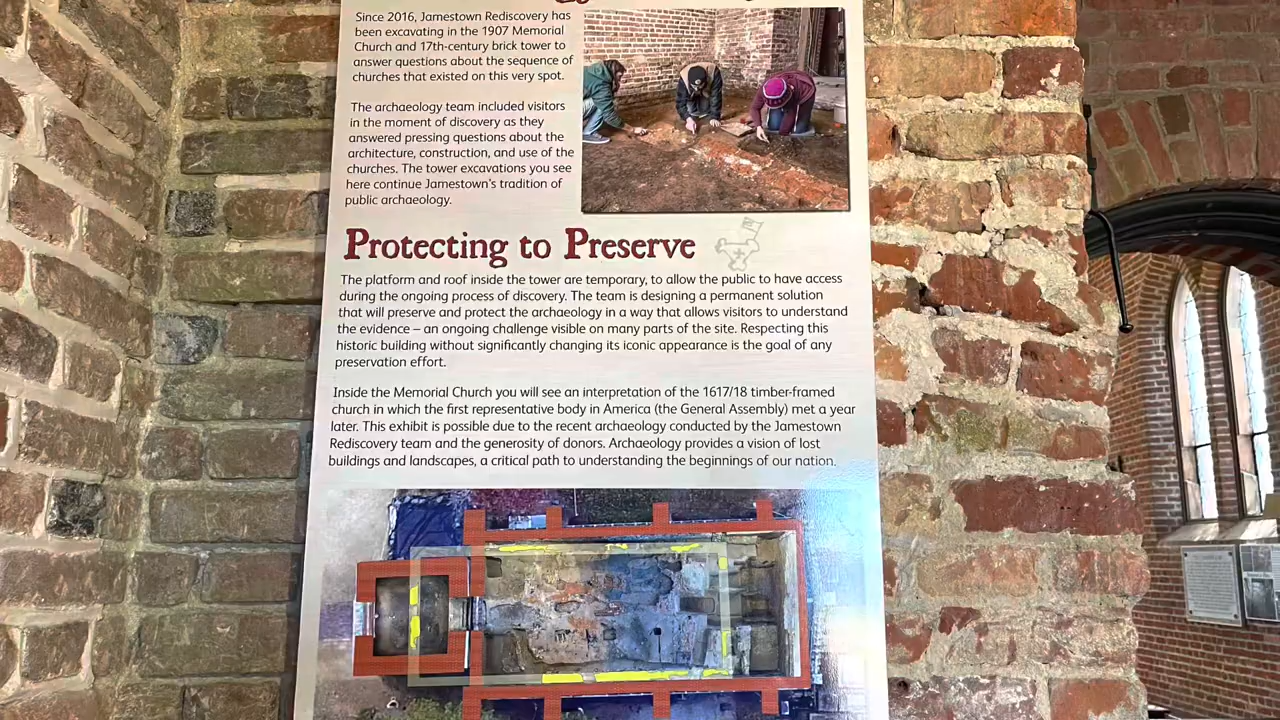 Since 2016, Jamestown Rediscovery has
been excavating in the 1907 Memorial
Church and 17th-century brick tower to
answer questions about the sequence of
churches that existed on this very spot.
The archaeology team included visitors
in the moment of discovery as they
answered pressing questions about the
architecture, construction, and use of the
churches. The tower excavations you see
here continue Jamestown's tradition of
public archaeology.
Protecting to Preserve
The platform and roof inside the tower are temporary, to allow the public to have access
during the ongoing process of discovery. The team is designing a permanent solution
that will preserve and protect the archaeology in a way that allows visitors to understand
the evidence – an ongoing challenge visible on many parts of the site. Respecting this
historic building without significantly changing its iconic appearance is the goal of any
preservation effort.
Inside the Memorial Church you will see an interpretation of the 1617/18 timber-framed
church in which the first representative body in America (the General Assembly) met a year
later. This exhibit is possible due to the recent archaeology conducted by the Jamestown
Rediscovery team and the generosity of donors. Archaeology provides a vision of lost
buildings and landscapes, a critical path to understanding the beginnings of our nation.